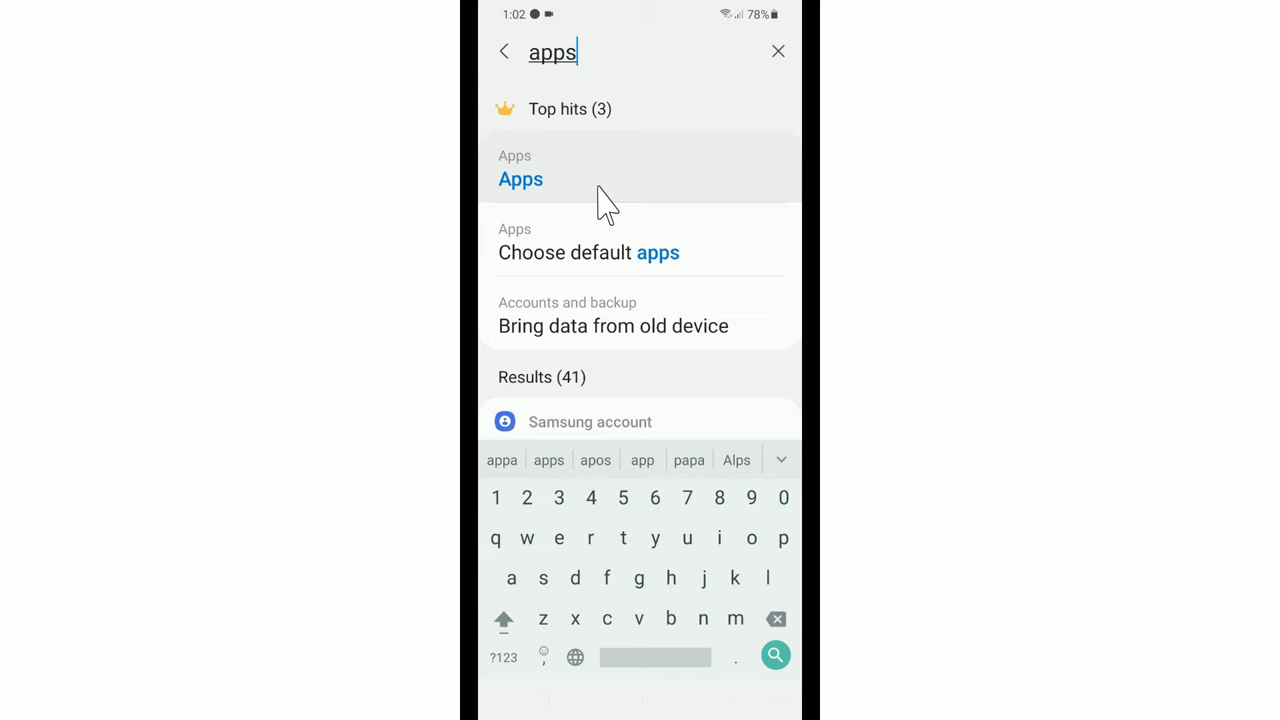 1:02 78%
apps
Top hits (3)
Apps
Apps
Apps
Choose default apps
Accounts and backup
Bring data from old device
Results (41)
Samsung account
appa apps apos app papa Alps
1 2 3 4 5 6 7 8 9 0
q w e r t y u i o p
a s d f g h j k l
z x c v b n m
?123 , .